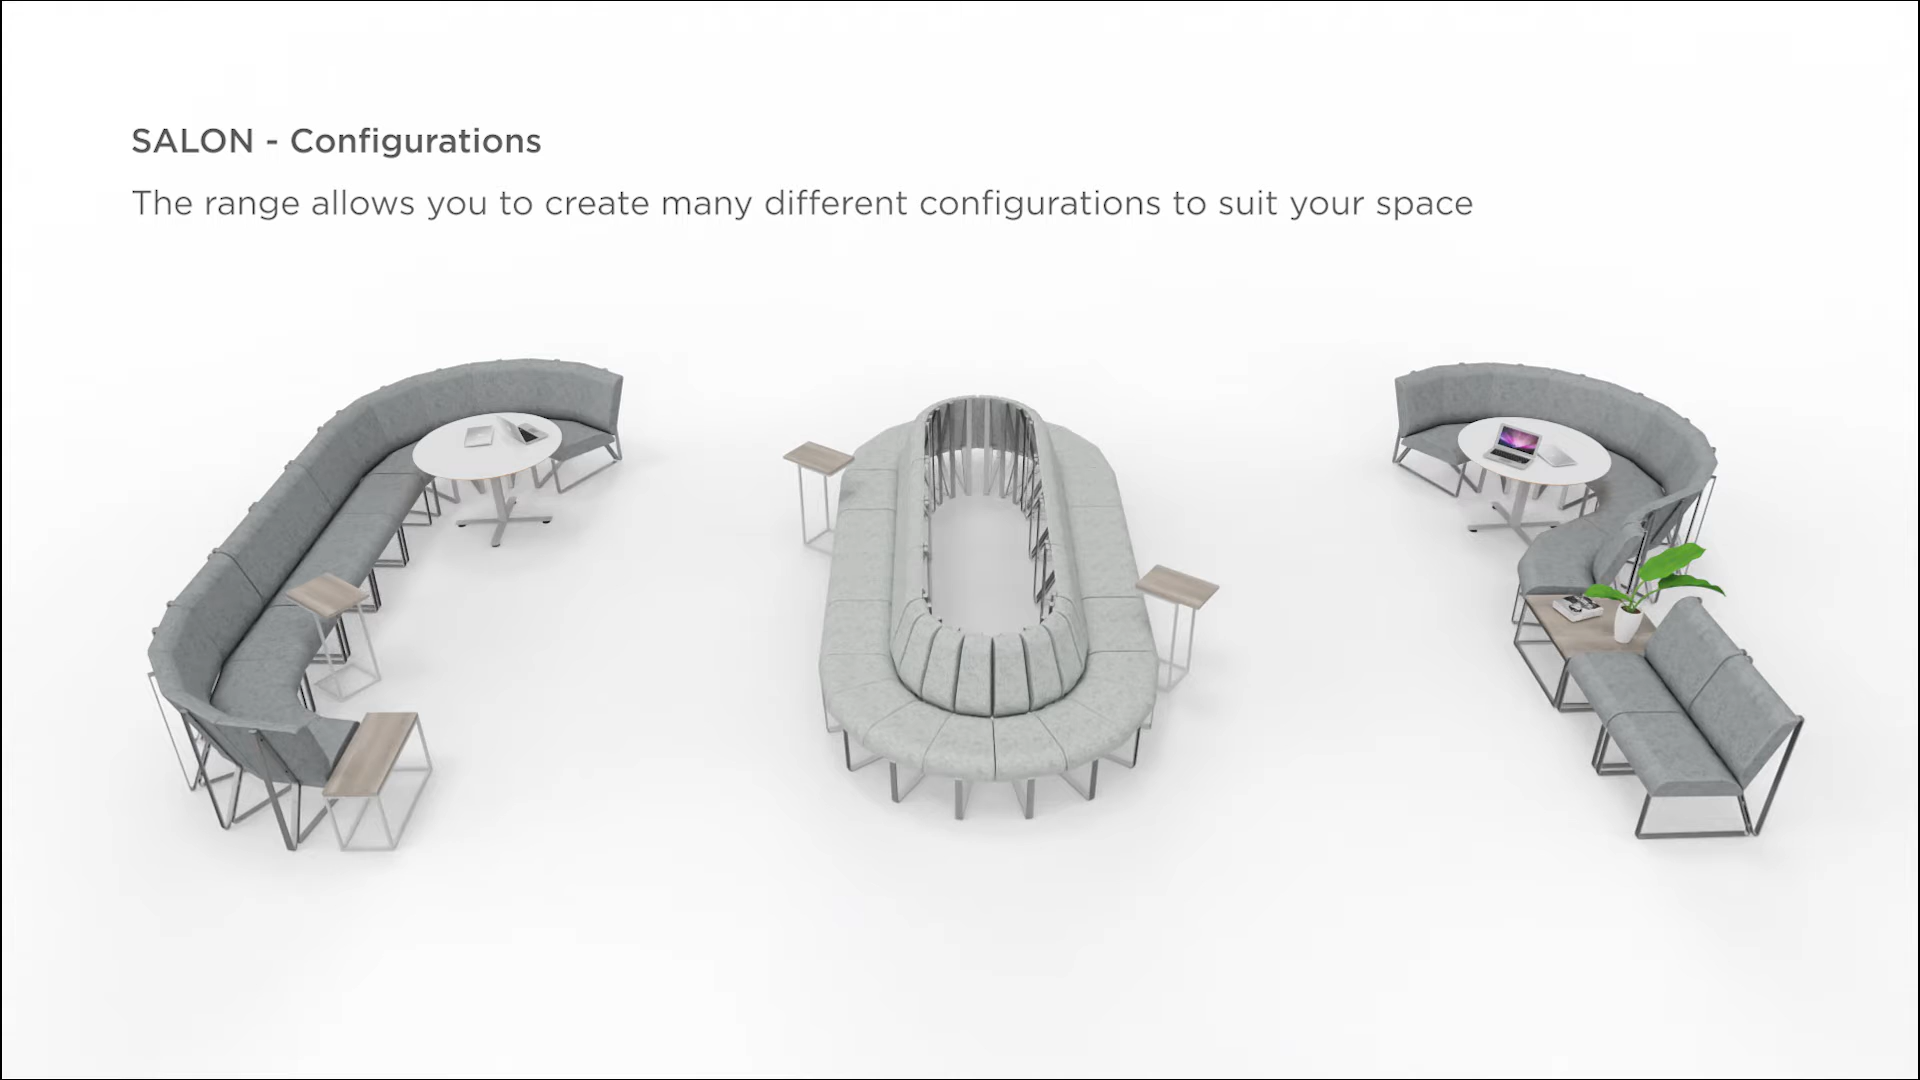 SALON - Configurations
The range allows you to create many different configurations to suit your space